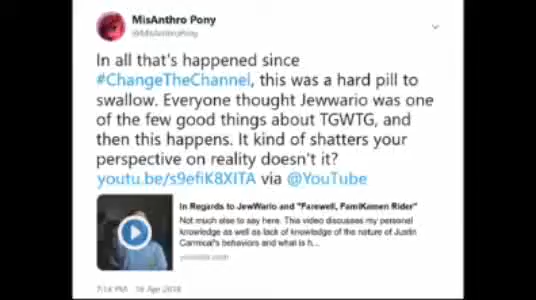 MisAnthro Pony
@MisAnthroPony
In all that's happened since
#ChangeTheChannel, this was a hard pill to
swallow. Everyone thought Jewwario was one
of the few good things about TGWTG, and
then this happens. It kind of shatters your
perspective on reality doesn't it?
youtu.be/s9efiK8XITA via @YouTube
In Regards to JewWario and "Farewell, FamiKamen Rider"
Not much else to say here. This video discusses my personal
knowledge as well as lack of knowledge of the nature of Justin
Carmical's behaviors and what is h...
youtube.com
7:14 PM - 16 Apr 2018